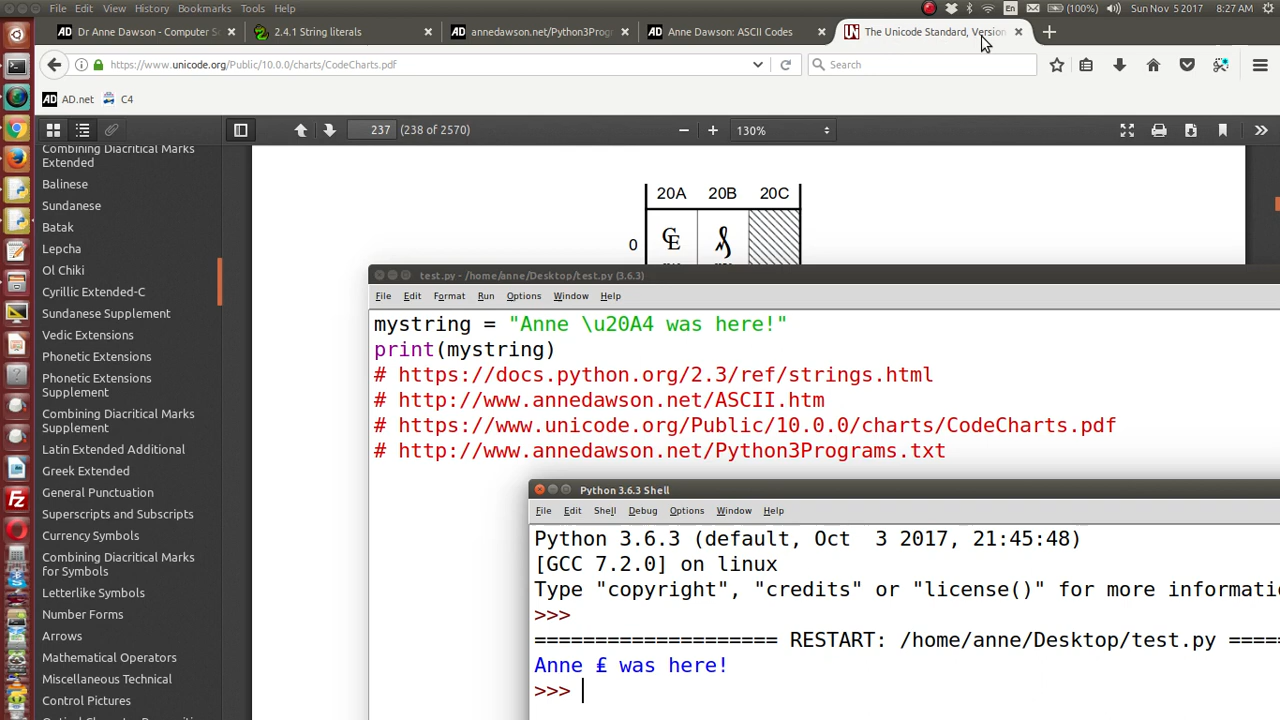 File Edit View History Bookmarks Tools Help
En (100%) Sun Nov 5 2017 8:27 AM
Dr Anne Dawson - Computer S
2.4.1 String literals
annedawson.net/Python3Progr
Anne Dawson: ASCII Codes
The Unicode Standard, Version
https://www.unicode.org/Public/10.0.0/charts/CodeCharts.pdf
Search
AD AD.net C4
237 (238 of 2570)
130%
Combining Diacritical Marks
Extended
Balinese
Sundanese
Batak
Lepcha
Ol Chiki
Cyrillic Extended-C
Sundanese Supplement
Vedic Extensions
Phonetic Extensions
Phonetic Extensions
Supplement
Combining Diacritical Marks
Supplement
Latin Extended Additional
Greek Extended
General Punctuation
Superscripts and Subscripts
Currency Symbols
Combining Diacritical Marks
for Symbols
Letterlike Symbols
Number Forms
Arrows
Mathematical Operators
Miscellaneous Technical
Control Pictures
20A 20B 20C
0 ₠ ₰
test.py - /home/anne/Desktop/test.py (3.6.3)
File Edit Format Run Options Window Help
mystring = "Anne \u20A4 was here!"
print(mystring)
# https://docs.python.org/2.3/ref/strings.html
# http://www.annedawson.net/ASCII.htm
# https://www.unicode.org/Public/10.0.0/charts/CodeCharts.pdf
# http://www.annedawson.net/Python3Programs.txt
Python 3.6.3 Shell
File Edit Shell Debug Options Window Help
Python 3.6.3 (default, Oct  3 2017, 21:45:48)
[GCC 7.2.0] on linux
Type "copyright", "credits" or "license()" for more informatio
>>>
==================== RESTART: /home/anne/Desktop/test.py =====
Anne ₤ was here!
>>>